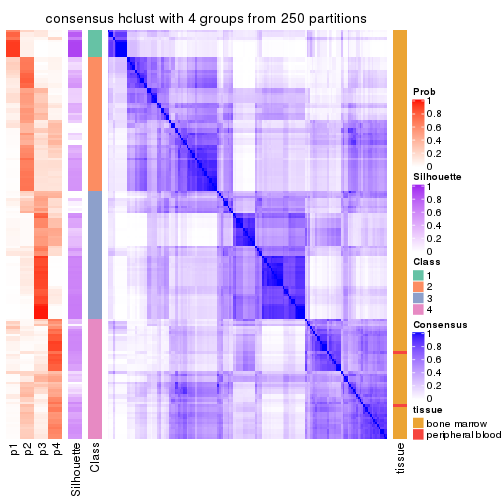 consensus hclust with 4 groups from 250 partitions
Prob
1
0.8
0.6
0.4
0.2
0
Silhouette
1
0.8
0.6
0.4
0.2
0
Class
1
2
3
4
Consensus
1
0.8
0.6
0.4
0.2
0
tissue
bone marrow
peripheral blood
p1
p2
p3
p4
Silhouette
Class
tissue